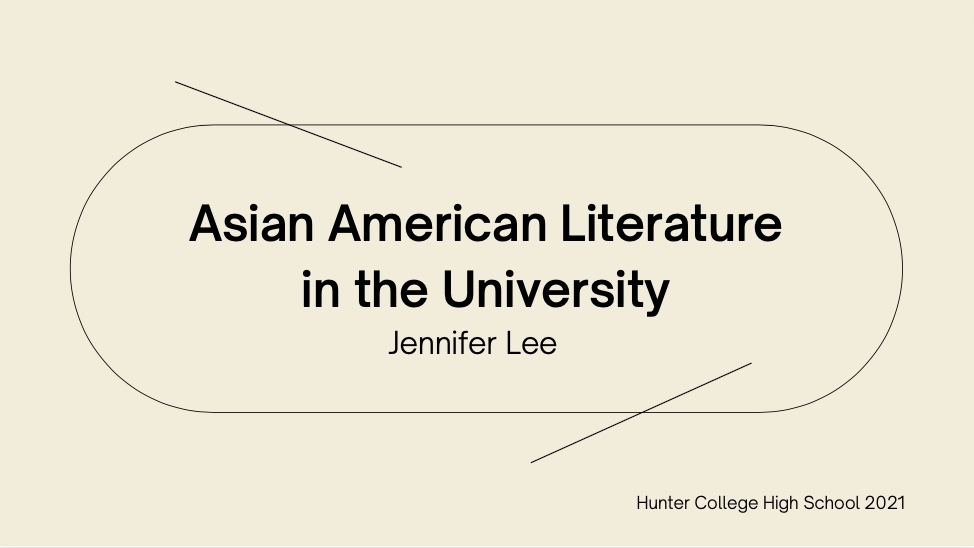 Asian American Literature
in the University
Jennifer Lee
Hunter College High School 2021